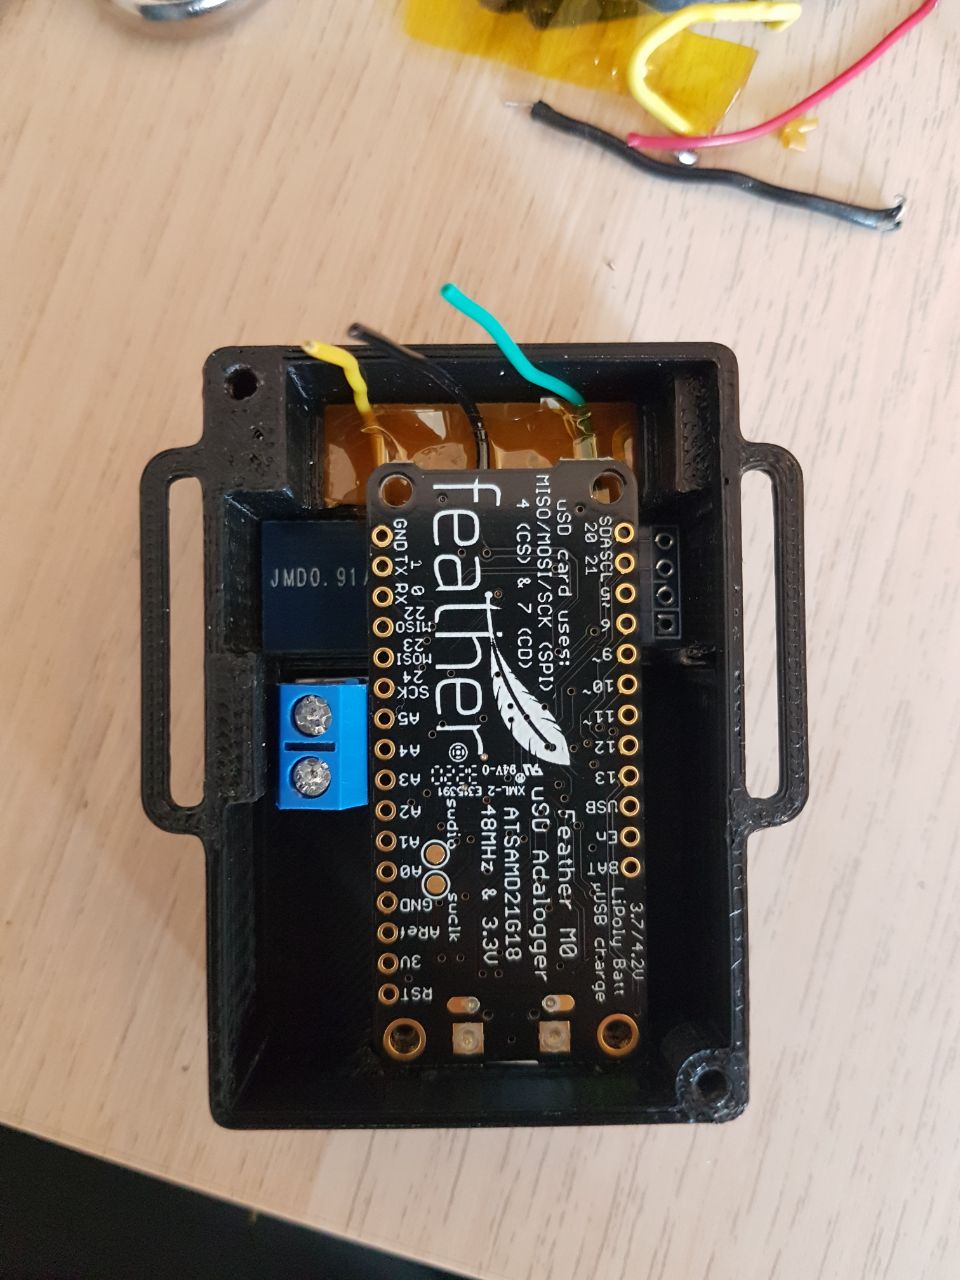 feather
MISO/MOSI/SCK (SPI)
4 (CS) & 7 (CD)
uSD card uses:
JMD0.91
GND
TX 1
RX 0
MISO 22
MOSI 23
SCK 24
A5
A4
A3
A2
A1
A0
GND
ARef
3V
RST
SDA 20
SCL 21
5~
6~
9~
10~
11~
12~
13~
USB
En
BAT
94V-0
XML-2 E315391
swdio
swclk
Feather M0
uSD Adalogger
ATSAMD21G18
48MHz & 3.3V
3.7/4.2V
LiPoly Batt
µUSB charge